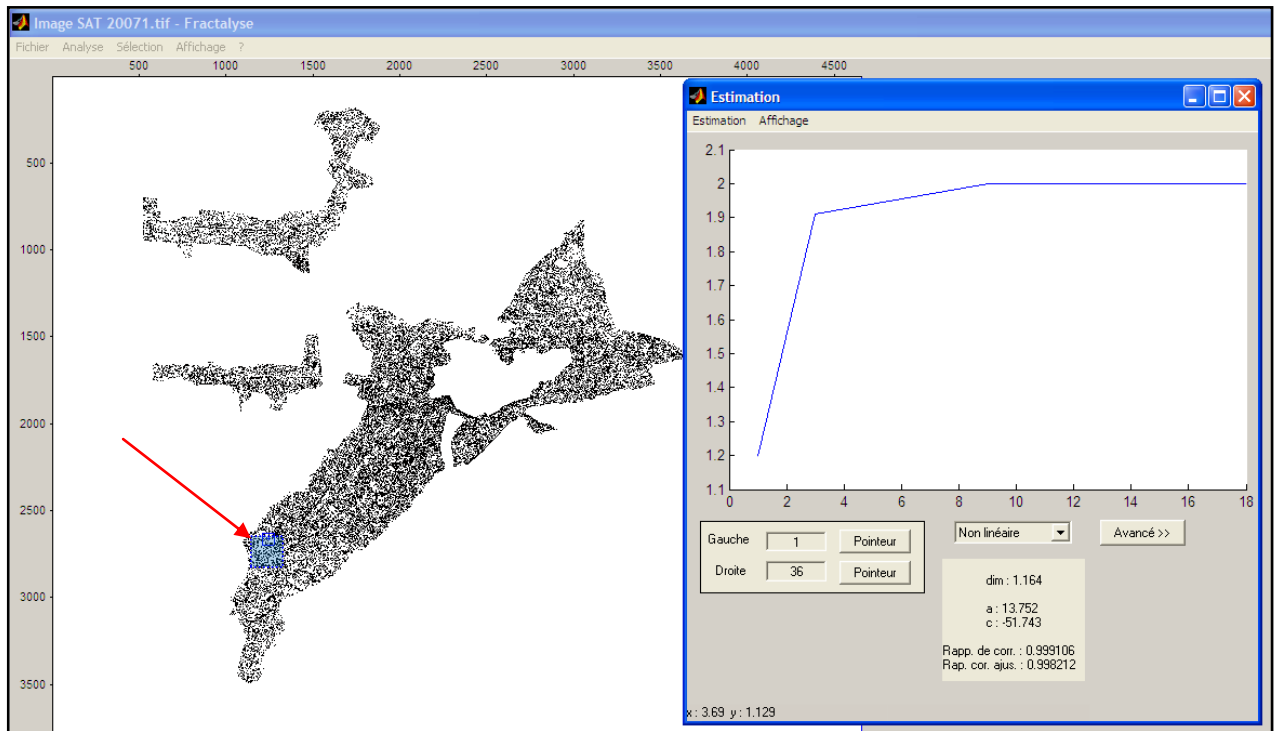 Image SAT 20071.tif - Fractalyse
Fichier Analyse Sélection Affichage ?
500 1000 1500 2000 2500 3000 3500 4000 4500
500
1000
1500
2000
2500
3000
3500
Estimation
Estimation Affichage
2.1
2
1.9
1.8
1.7
1.6
1.5
1.4
1.3
1.2
1.1
0 2 4 6 8 10 12 14 16 18
Gauche 1 Pointeur
Droite 36 Pointeur
Non linéaire Avancé >>
dim : 1.164
a : 13.752
c : -51.743
Rapp. de corr. : 0.999106
Rap. cor. ajus. : 0.998212
x : 3.69 y : 1.129